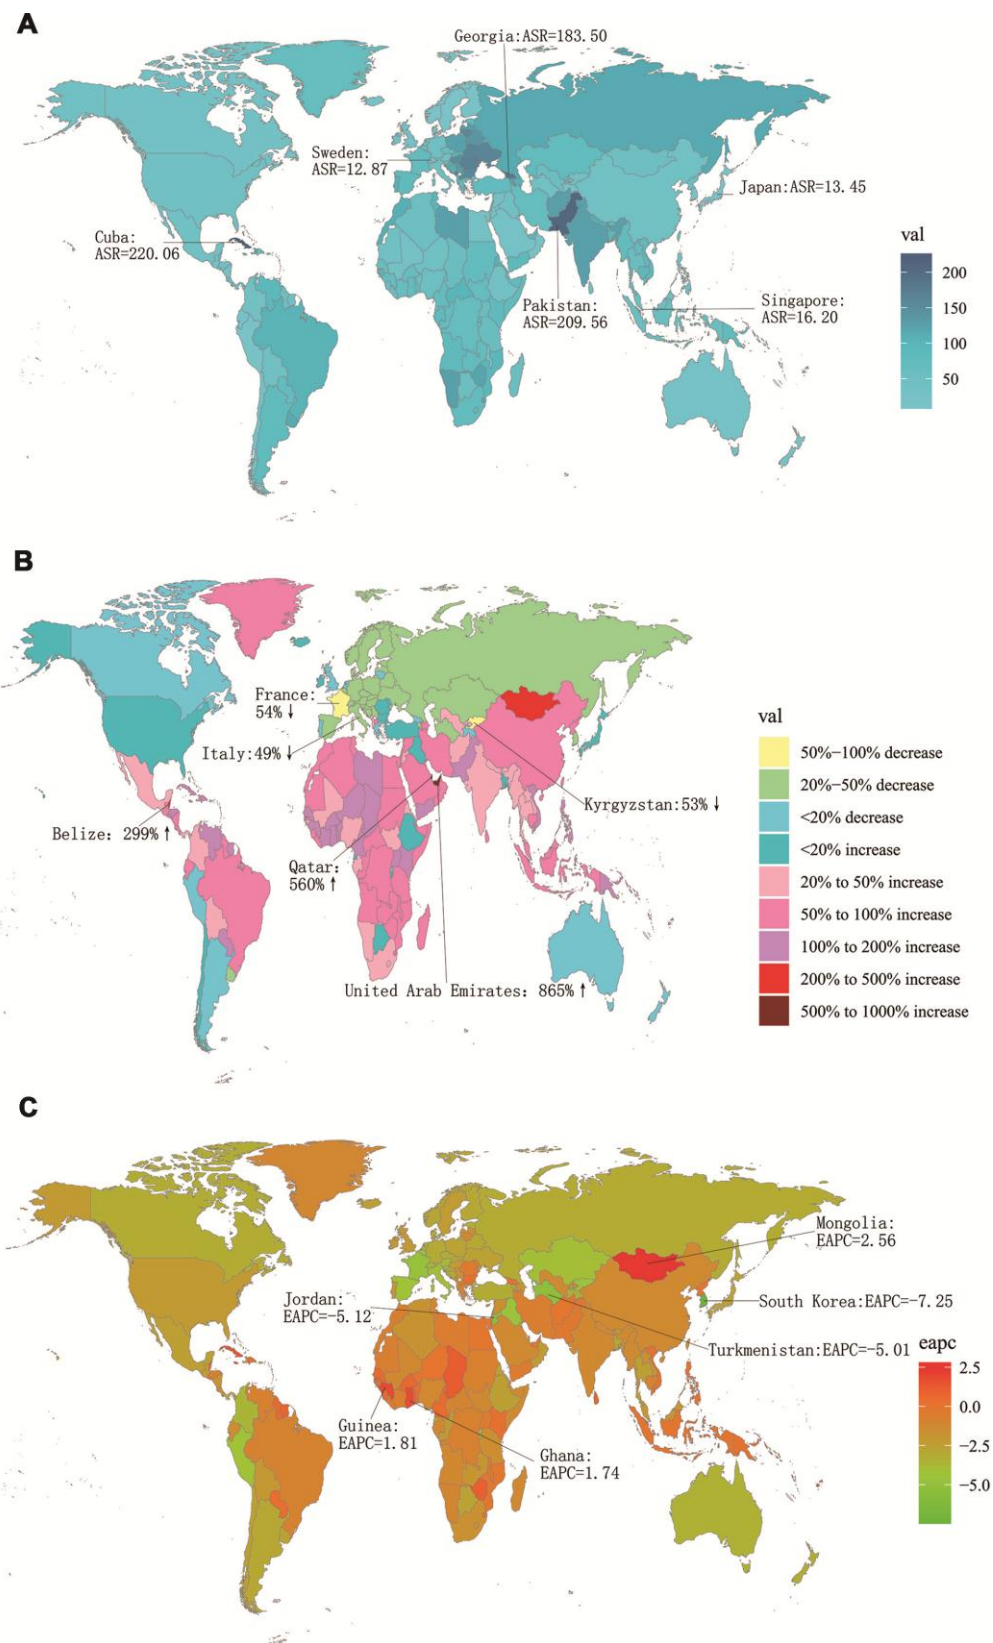 A
Georgia:ASR=183.50
Sweden:
ASR=12.87
Japan:ASR=13.45
Cuba:
ASR=220.06
Pakistan:
ASR=209.56
Singapore:
ASR=16.20
val
200
150
100
50
B
France:
54% ↓
Italy:49% ↓
Kyrgyzstan:53% ↓
Belize: 299% ↑
Qatar:
560% ↑
United Arab Emirates: 865% ↑
val
50%−100% decrease
20%−50% decrease
<20% decrease
<20% increase
20% to 50% increase
50% to 100% increase
100% to 200% increase
200% to 500% increase
500% to 1000% increase
C
Mongolia:
EAPC=2.56
Jordan:
EAPC=−5.12
South Korea:EAPC=−7.25
Turkmenistan:EAPC=−5.01
Guinea:
EAPC=1.81
Ghana:
EAPC=1.74
eapc
2.5
0.0
−2.5
−5.0